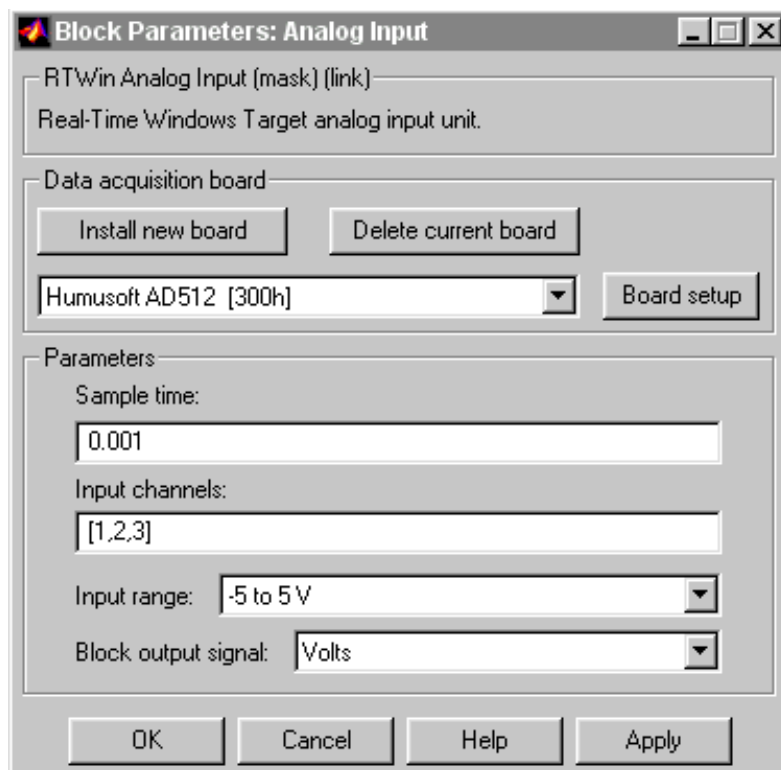 Block Parameters: Analog Input
RTWin Analog Input (mask) (link)
Real-Time Windows Target analog input unit.
Data acquisition board
Install new board Delete current board
Humusoft AD512 [300h] Board setup
Parameters
Sample time:
0.001
Input channels:
[1,2,3]
Input range: -5 to 5 V
Block output signal: Volts
OK Cancel Help Apply